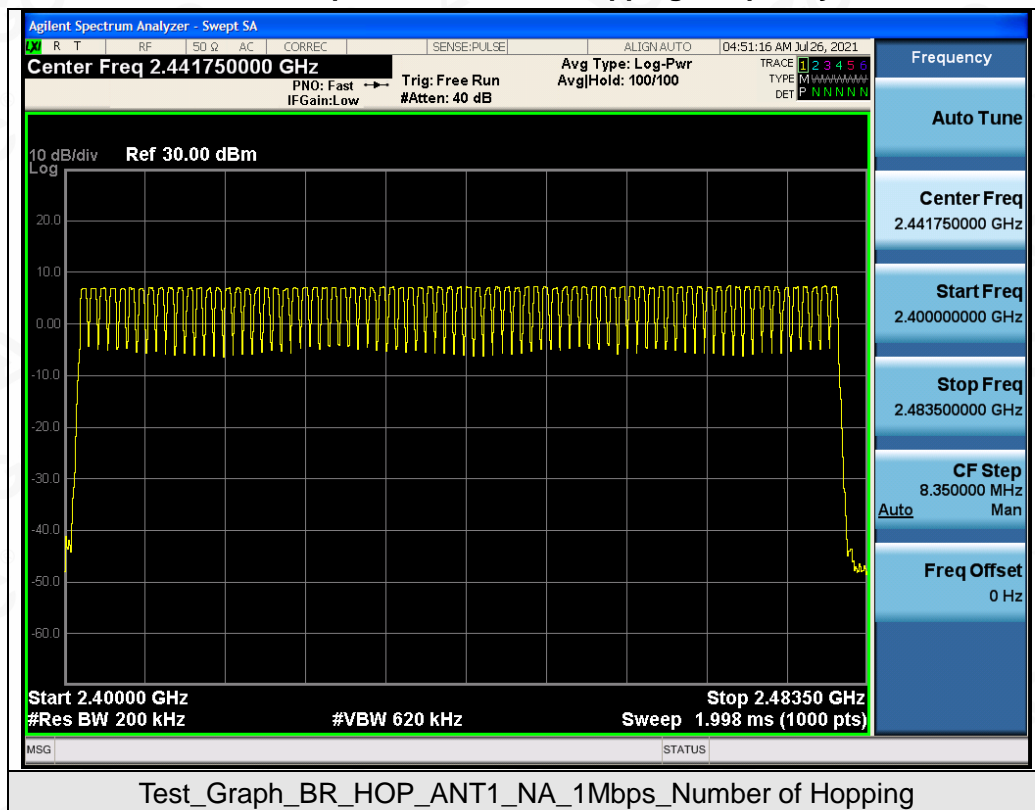 Agilent Spectrum Analyzer - Swept SA
LXI R T RF 50 Ω AC CORREC SENSE:PULSE ALIGN AUTO 04:51:16 AM Jul 26, 2021
Center Freq 2.441750000 GHz
PNO: Fast
IFGain:Low
Trig: Free Run
#Atten: 40 dB
Avg Type: Log-Pwr
Avg|Hold: 100/100
TRACE 1 2 3 4 5 6
TYPE M WWWWW
DET P N N N N N
10 dB/div Ref 30.00 dBm
Log
20.0
10.0
0.00
-10.0
-20.0
-30.0
-40.0
-50.0
-60.0
Start 2.40000 GHz Stop 2.48350 GHz
#Res BW 200 kHz #VBW 620 kHz Sweep 1.998 ms (1000 pts)
MSG STATUS
Frequency
Auto Tune
Center Freq
2.441750000 GHz
Start Freq
2.400000000 GHz
Stop Freq
2.483500000 GHz
CF Step
8.350000 MHz
Auto Man
Freq Offset
0 Hz
Test_Graph_BR_HOP_ANT1_NA_1Mbps_Number of Hopping